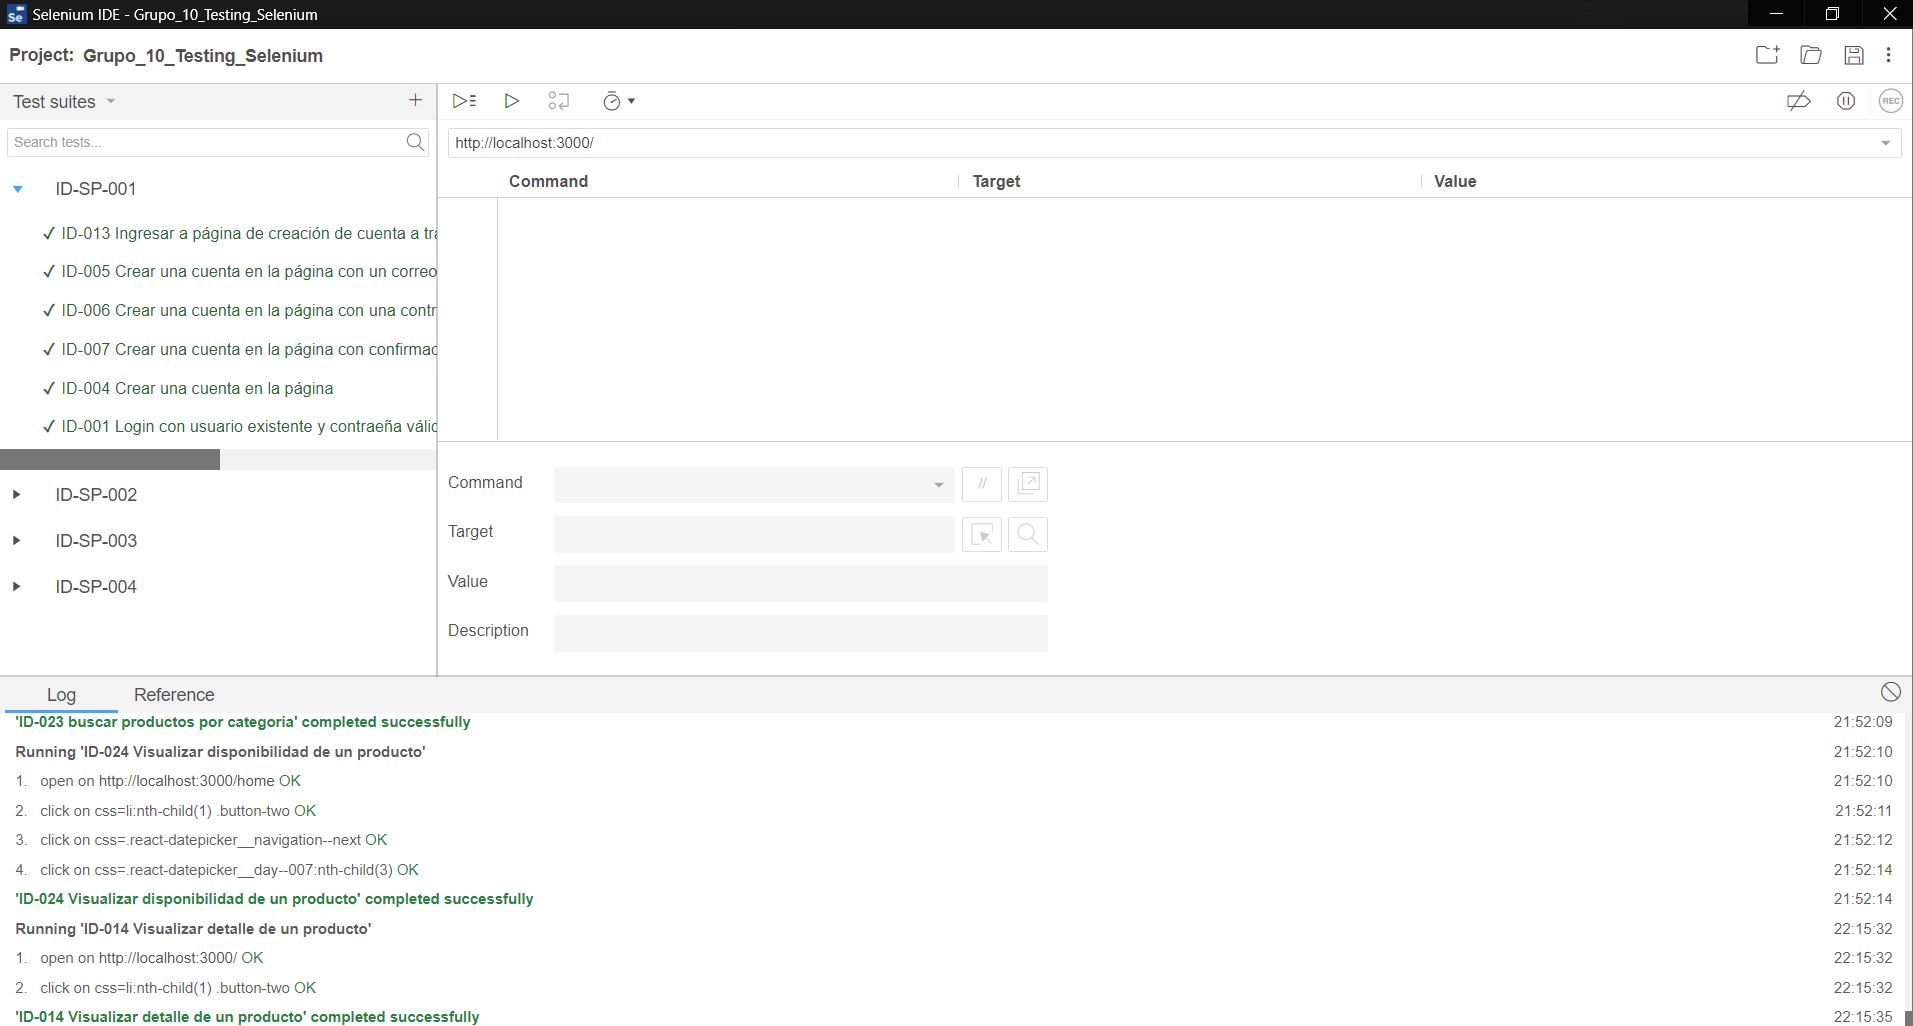 Selenium IDE - Grupo_10_Testing_Selenium
Project: Grupo_10_Testing_Selenium
Test suites
Search tests...
ID-SP-001
✓ ID-013 Ingresar a página de creación de cuenta a tra
✓ ID-005 Crear una cuenta en la página con un correo
✓ ID-006 Crear una cuenta en la página con una contr
✓ ID-007 Crear una cuenta en la página con confirmac
✓ ID-004 Crear una cuenta en la página
✓ ID-001 Login con usuario existente y contraeña válic
ID-SP-002
ID-SP-003
ID-SP-004
REC
http://localhost:3000/
Command Target Value
Command
//
Target
Value
Description
Log Reference
'ID-023 buscar productos por categoría' completed successfully 21:52:09
Running 'ID-024 Visualizar disponibilidad de un producto' 21:52:10
1. open on http://localhost:3000/home OK 21:52:10
2. click on css=li:nth-child(1) .button-two OK 21:52:11
3. click on css=.react-datepicker__navigation--next OK 21:52:12
4. click on css=.react-datepicker__day--007:nth-child(3) OK 21:52:14
'ID-024 Visualizar disponibilidad de un producto' completed successfully 21:52:14
Running 'ID-014 Visualizar detalle de un producto' 22:15:32
1. open on http://localhost:3000/ OK 22:15:32
2. click on css=li:nth-child(1) .button-two OK 22:15:32
'ID-014 Visualizar detalle de un producto' completed successfully 22:15:35